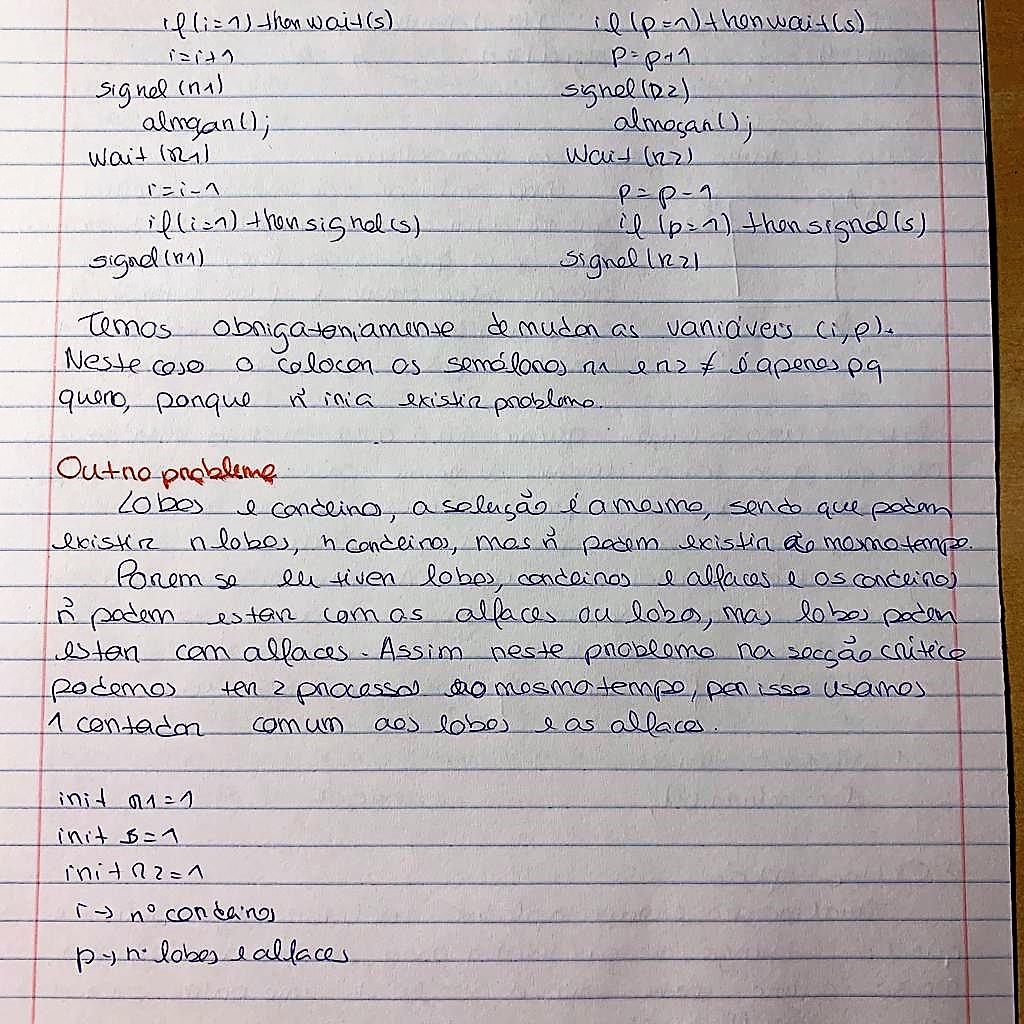 if (i=1) then wait(s) if (p=1) then wait(s)
i=i+1 p=p+1
signal (n1) signal (n2)
almoçar(); almoçar();
wait (n1) wait (n2)
i=i-1 p=p-1
if (i=1) then signal(s) if (p=1) then signal(s)
signal (n1) signal (n2)
Temos obrigatoriamente de mudar as variáveis (i,p).
Neste caso o colocar os semáforos n1 e n2 ≠ é apenas pq
quero, porque ñ iria existir problema.
Outro problema
Lobos e cordeiro, a solução é a mesma, sendo que podem
existir n lobos, n cordeiros, mas ñ podem existir ao mesmo tempo.
Porem se eu tiver lobos, cordeiros e alfaces e os cordeiros
ñ podem estar com as alfaces ou lobos, mas lobos podem
estar com alfaces. Assim neste problema na secção crítica
podemos ter 2 processos ao mesmo tempo, por isso usamos
1 contador comum aos lobos e as alfaces.
init n1=1
init s=1
init n2=1
i → nº cordeiros
p → n. lobos e alfaces